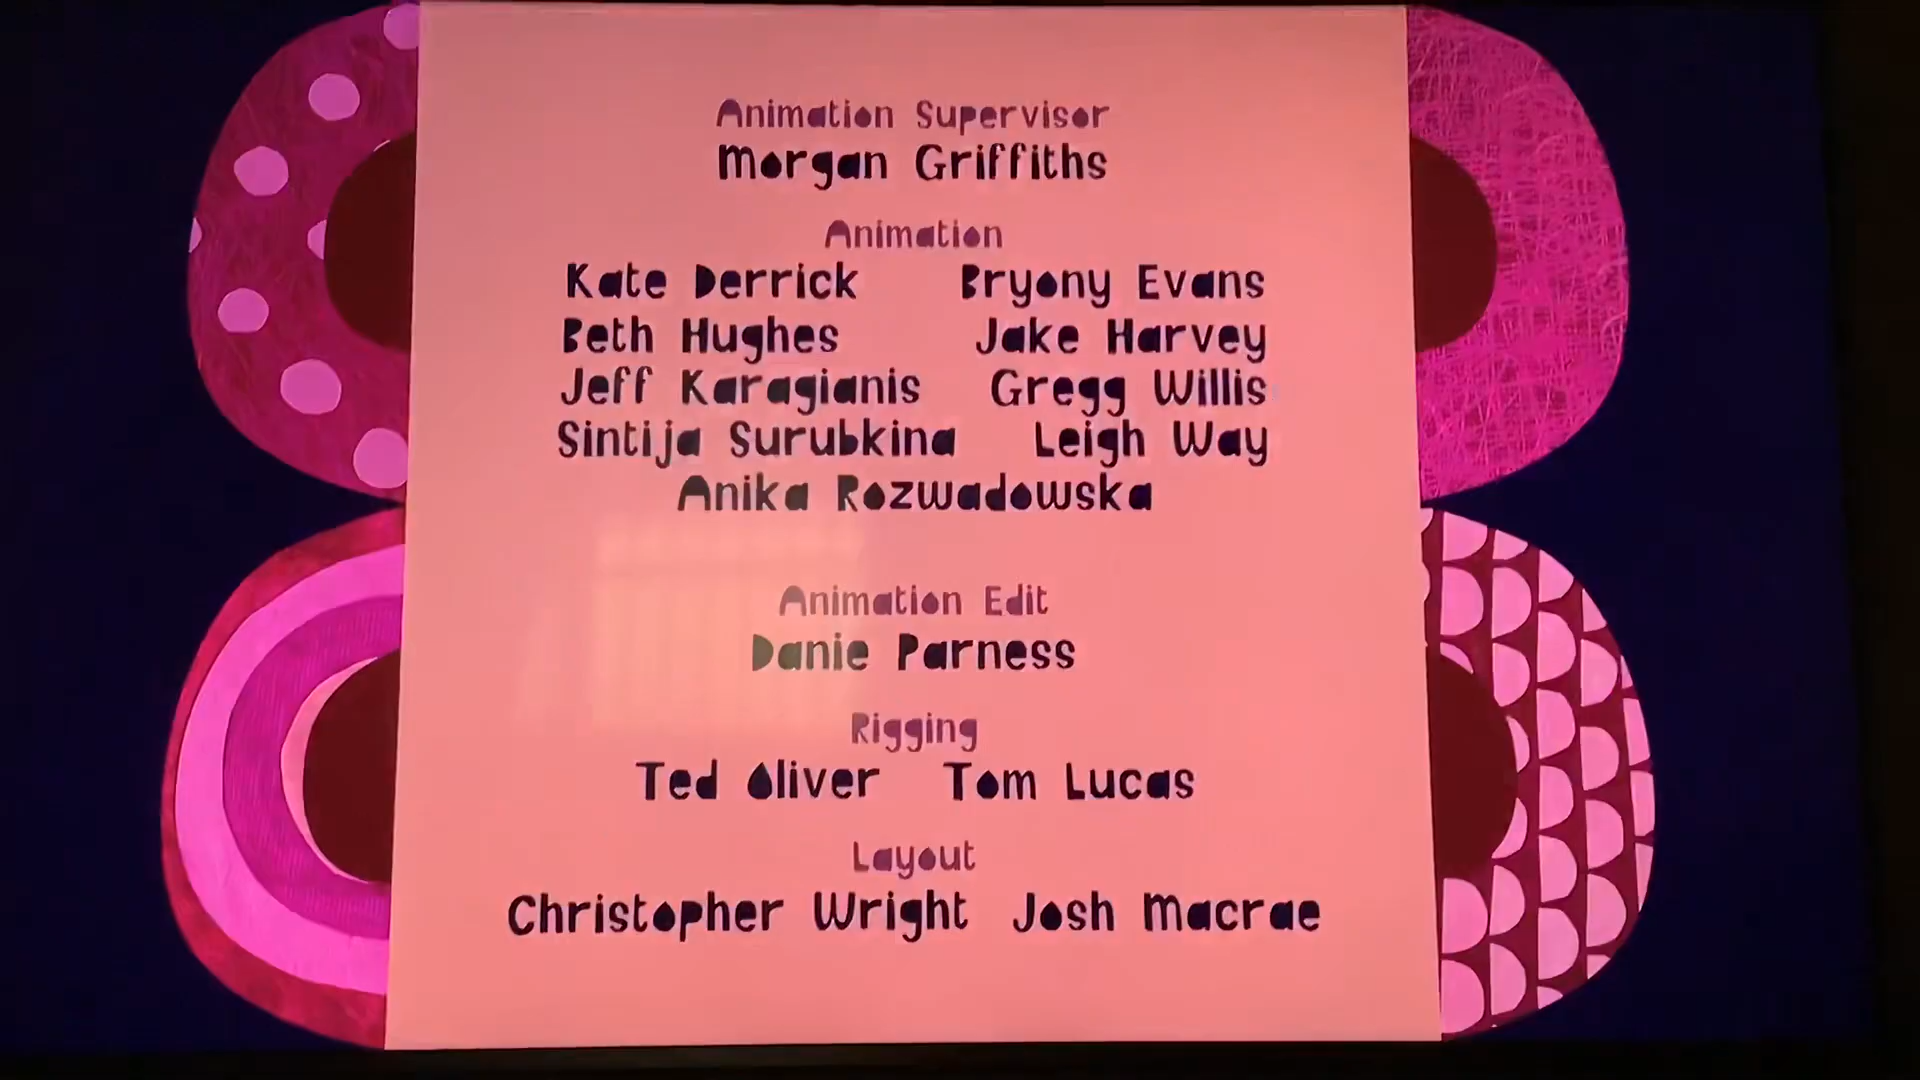 Animation Supervisor
Morgan Griffiths
Animation
Kate Derrick Bryony Evans
Beth Hughes Jake Harvey
Jeff Karagianis Gregg Willis
Sintija Surubkina Leigh Way
Anika Rozwadowska
Animation Edit
Danie Parness
Rigging
Ted Oliver Tom Lucas
Layout
Christopher Wright Josh Macrae